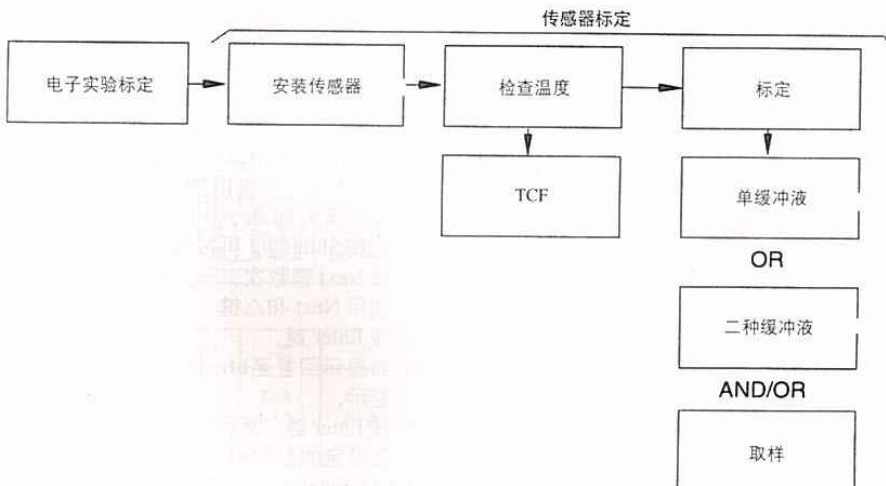 传感器标定
电子实验标定
安装传感器
检查温度
标定
TCF
单缓冲液
OR
二种缓冲液
AND/OR
取样